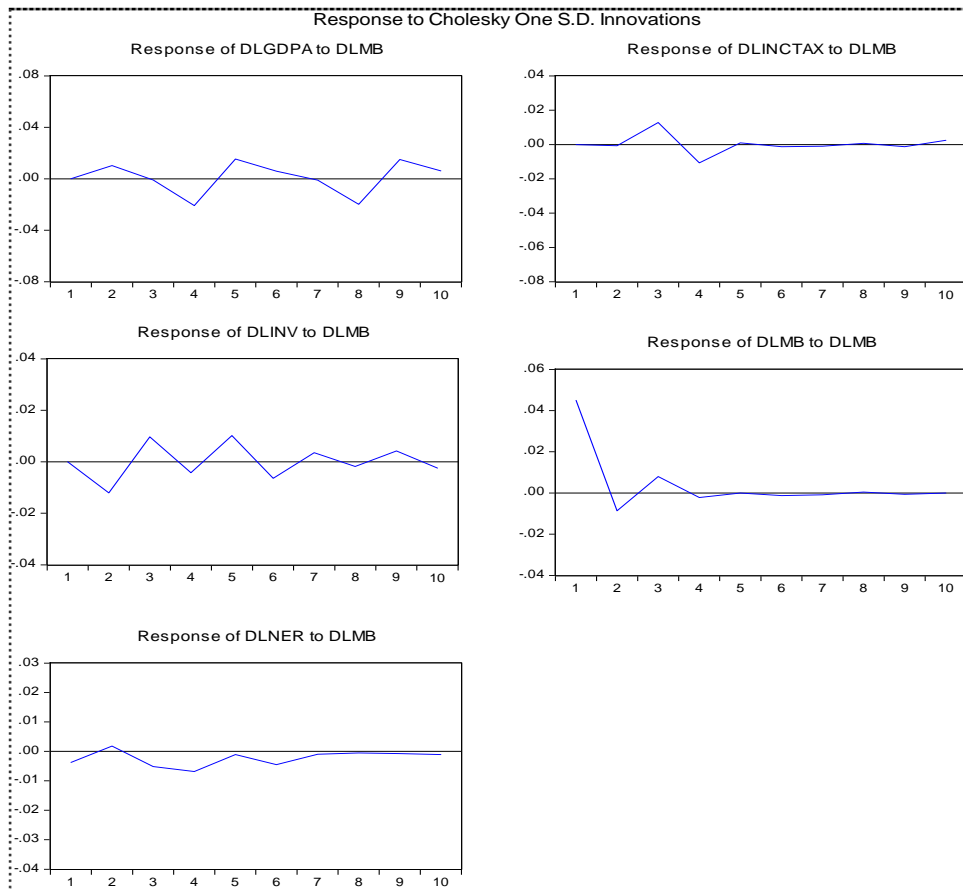 Response to Cholesky One S.D. Innovations
Response of DLGDPA to DLMB
.08
.04
.00
-.04
-.08
1 2 3 4 5 6 7 8 9 10
Response of DLINCTAX to DLMB
.04
.02
.00
-.02
-.04
-.06
-.08
1 2 3 4 5 6 7 8 9 10
Response of DLINV to DLMB
.04
.02
.00
-.02
-.04
1 2 3 4 5 6 7 8 9 10
Response of DLMB to DLMB
.06
.04
.02
.00
-.02
-.04
1 2 3 4 5 6 7 8 9 10
Response of DLNER to DLMB
.03
.02
.01
.00
-.01
-.02
-.03
-.04
1 2 3 4 5 6 7 8 9 10